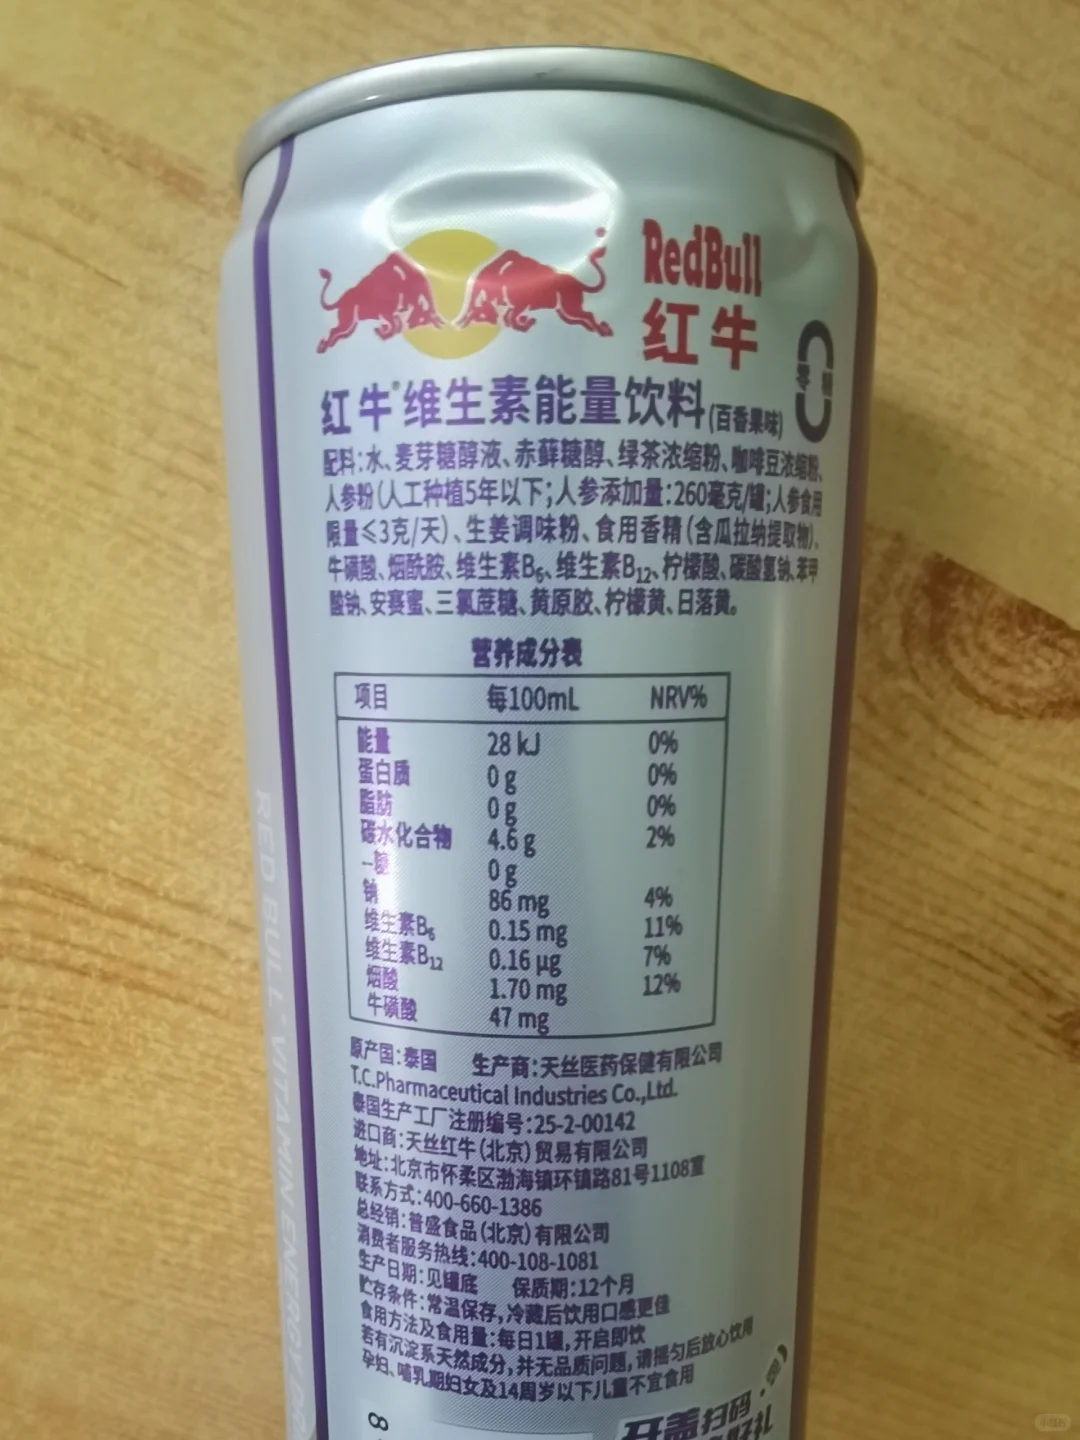 RedBull
红牛
零糖
红牛®维生素能量饮料(百香果味)
配料:水、麦芽糖醇液、赤藓糖醇、绿茶浓缩粉、咖啡豆浓缩粉、
人参粉(人工种植5年以下;人参添加量:260毫克/罐;人参食用
限量≤3克/天)、生姜调味粉、食用香精(含瓜拉纳提取物)、
牛磺酸、烟酰胺、维生素B₆、维生素B₁₂、柠檬酸、碳酸氢钠、苯甲
酸钠、安赛蜜、三氯蔗糖、黄原胶、柠檬黄、日落黄。
营养成分表
项目 每100mL NRV%
能量 28 kJ 0%
蛋白质 0 g 0%
脂肪 0 g 0%
碳水化合物 4.6 g 2%
--糖 0 g
钠 86 mg 4%
维生素B₆ 0.15 mg 11%
维生素B₁₂ 0.16 μg 7%
烟酸 1.70 mg 12%
牛磺酸 47 mg
原产国:泰国 生产商:天丝医药保健有限公司
T.C.Pharmaceutical Industries Co.,Ltd.
泰国生产工厂注册编号:25-2-00142
进口商:天丝红牛(北京)贸易有限公司
地址:北京市怀柔区渤海镇环镇路81号1108室
联系方式:400-660-1386
总经销:普盛食品(北京)有限公司
消费者服务热线:400-108-1081
生产日期:见罐底 保质期:12个月
贮存条件:常温保存,冷藏后饮用口感更佳
食用方法及食用量:每日1罐,开启即饮
若有沉淀系天然成分,并无品质问题,请摇匀后放心饮用
孕妇、哺乳期妇女及14周岁以下儿童不宜食用
开盖扫码
好礼
8
RED BULL™ VITAMIN ENERGY